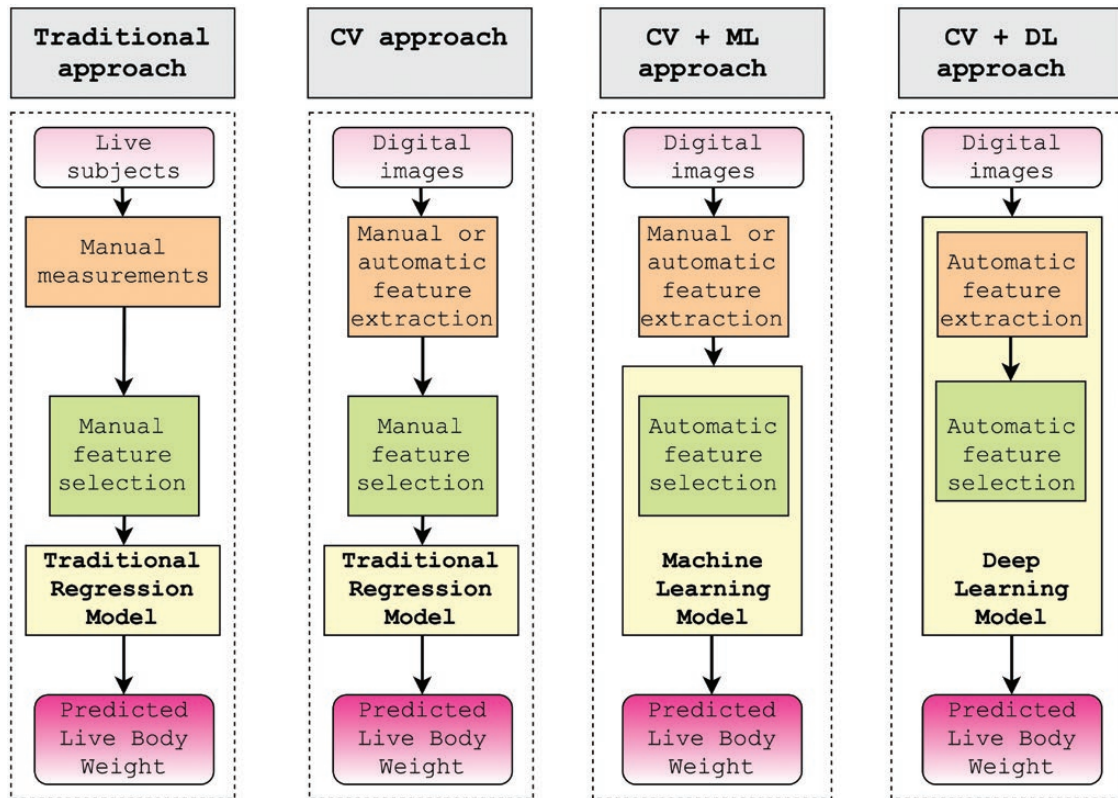 Traditional
approach
Live
subjects
Manual
measurements
Manual
feature
selection
Traditional
Regression
Model
Predicted
Live Body
Weight
CV approach
Digital
images
Manual or
automatic
feature
extraction
Manual
feature
selection
Traditional
Regression
Model
Predicted
Live Body
Weight
CV + ML
approach
Digital
images
Manual or
automatic
feature
extraction
Automatic
feature
selection
Machine
Learning
Model
Predicted
Live Body
Weight
CV + DL
approach
Digital
images
Automatic
feature
extraction
Automatic
feature
selection
Deep
Learning
Model
Predicted
Live Body
Weight